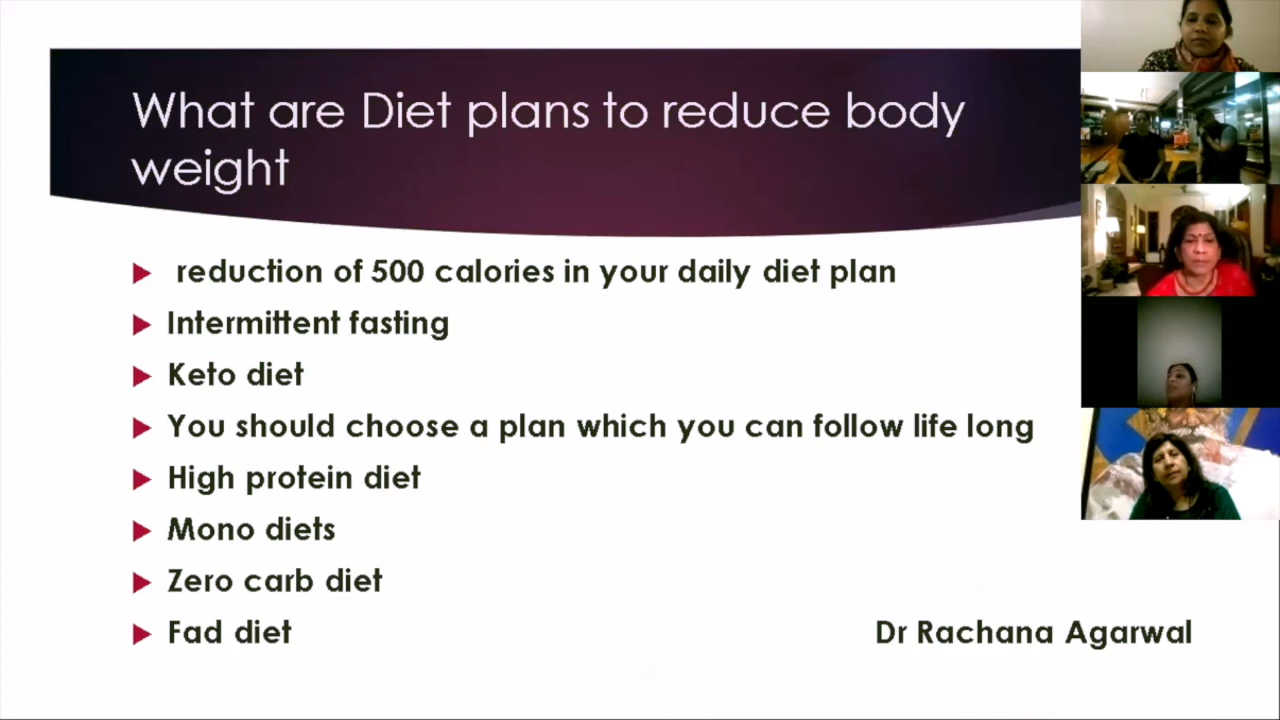 What are Diet plans to reduce body
weight
reduction of 500 calories in your daily diet plan
Intermittent fasting
Keto diet
You should choose a plan which you can follow life long
High protein diet
Mono diets
Zero carb diet
Fad diet
Dr Rachana Agarwal